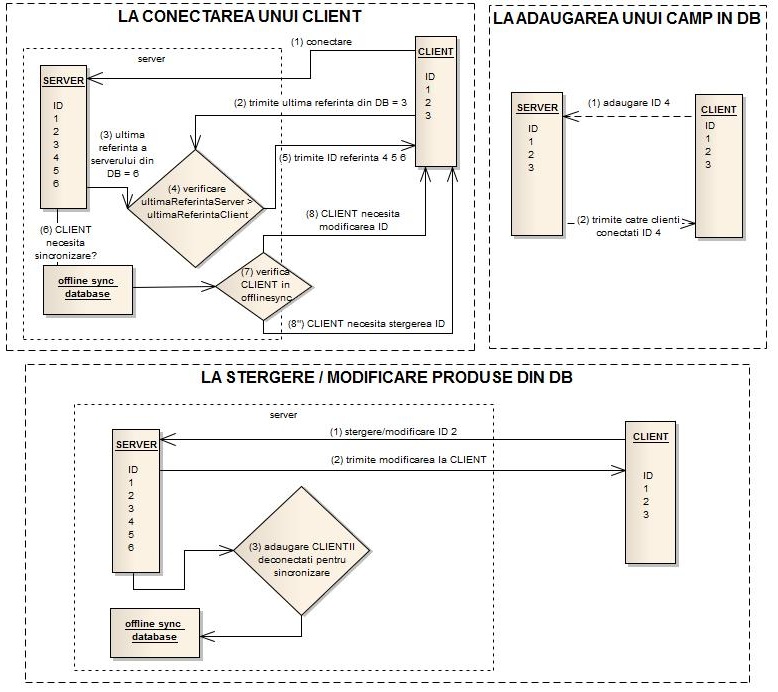 LA CONECTAREA UNUI CLIENT
server
(1) conectare
CLIENT
ID
1
2
3
SERVER
ID
1
2
3
4
5
6
(2) trimite ultima referinta din DB = 3
(3) ultima
referinta a
serverului din
DB = 6
(4) verificare
ultimaReferintaServer >
ultimaReferintaClient
(5) trimite ID referinta 4 5 6
(6) CLIENT
necesita
sincronizare?
offline sync
database
(7) verifica
CLIENT in
offlinesync
(8) CLIENT necesita
modificarea ID
(8") CLIENT necesita stergerea ID
LA ADAUGAREA UNUI CAMP IN DB
SERVER
ID
1
2
3
(1) adaugare ID 4
CLIENT
ID
1
2
3
(2) trimite catre clienti
conectati ID 4
LA STERGERE / MODIFICARE PRODUSE DIN DB
server
SERVER
ID
1
2
3
4
5
6
(1) stergere/modificare ID 2
(2) trimite modificarea la CLIENT
CLIENT
ID
1
2
3
(3) adaugare CLIENTII
deconectati pentru
sincronizare
offline sync
database